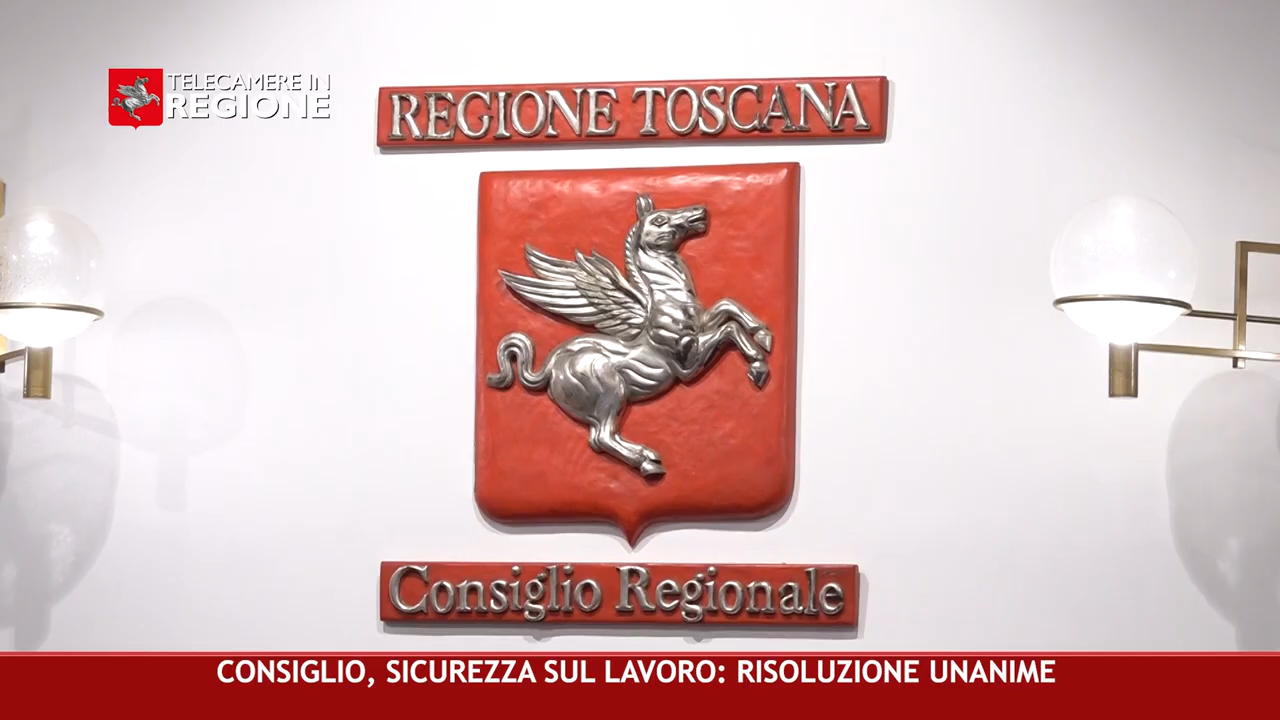 TELECAMERE IN
REGIONE
REGIONE TOSCANA
Consiglio Regionale
CONSIGLIO, SICUREZZA SUL LAVORO: RISOLUZIONE UNANIME